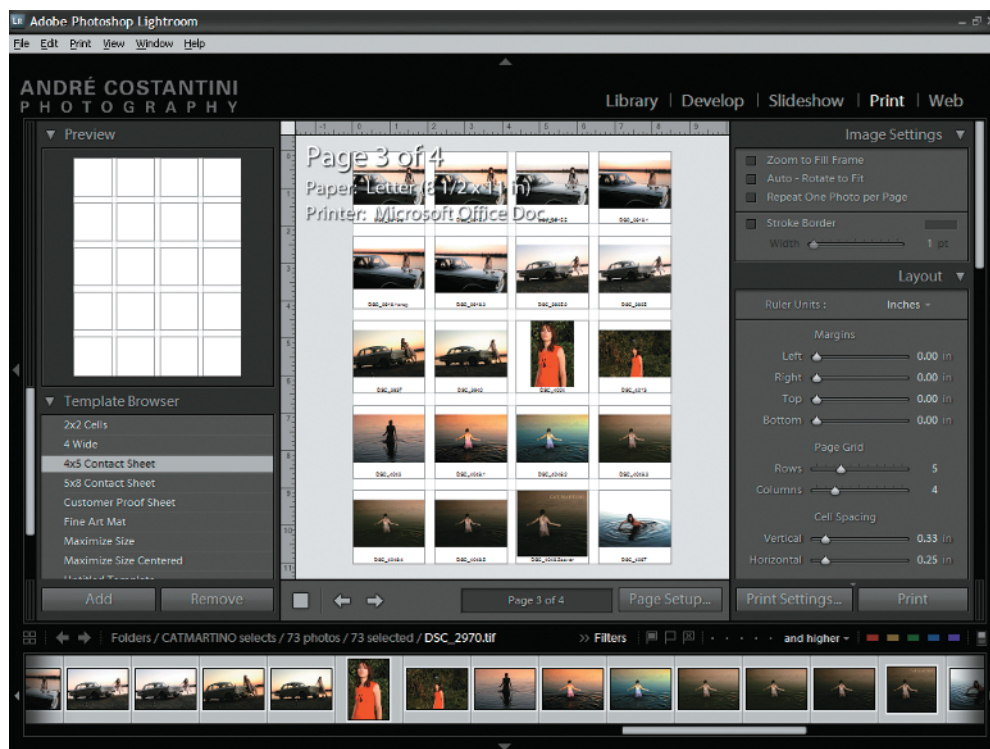 Adobe Photoshop Lightroom
File Edit Print View Window Help
ANDRÉ COSTANTINI
PHOTOGRAPHY
Library | Develop | Slideshow | Print | Web
Preview
Template Browser
2x2 Cells
4 Wide
4x5 Contact Sheet
5x8 Contact Sheet
Customer Proof Sheet
Fine Art Mat
Maximize Size
Maximize Size Centered
Untitled Template
Add Remove
Page 3 of 4
Paper: Letter (8 1/2 x 11 in)
Printer: Microsoft Office Doc...
Page 3 of 4
Page Setup...
Image Settings
Zoom to Fill Frame
Auto - Rotate to Fit
Repeat One Photo per Page
Stroke Border
Width 1 pt
Layout
Ruler Units : Inches
Margins
Left 0.00 in
Right 0.00 in
Top 0.00 in
Bottom 0.00 in
Page Grid
Rows 5
Columns 4
Cell Spacing
Vertical 0.33 in
Horizontal 0.25 in
Print Settings... Print
Folders / CATMARTINO selects / 73 photos / 73 selected / DSC_2970.tif
Filters
and higher